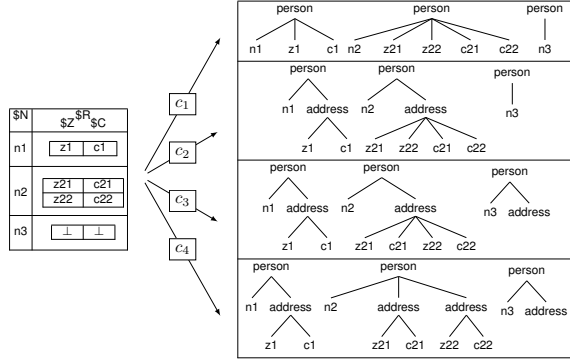 person person person
n1 z1 c1 n2 z21 z22 c21 c22 n3
person person person
n1 address n2 address n3
z1 c1 z21 z22 c21 c22
person person person
n1 address n2 address n3 address
z1 c1 z21 c21 z22 c22
person person person
n1 address n2 address address n3 address
z1 c1 z21 c21 z22 c22
c1
c2
c3
c4
$N $R
$Z $C
n1 z1 c1
n2 z21 c21
z22 c22
n3 ⊥ ⊥